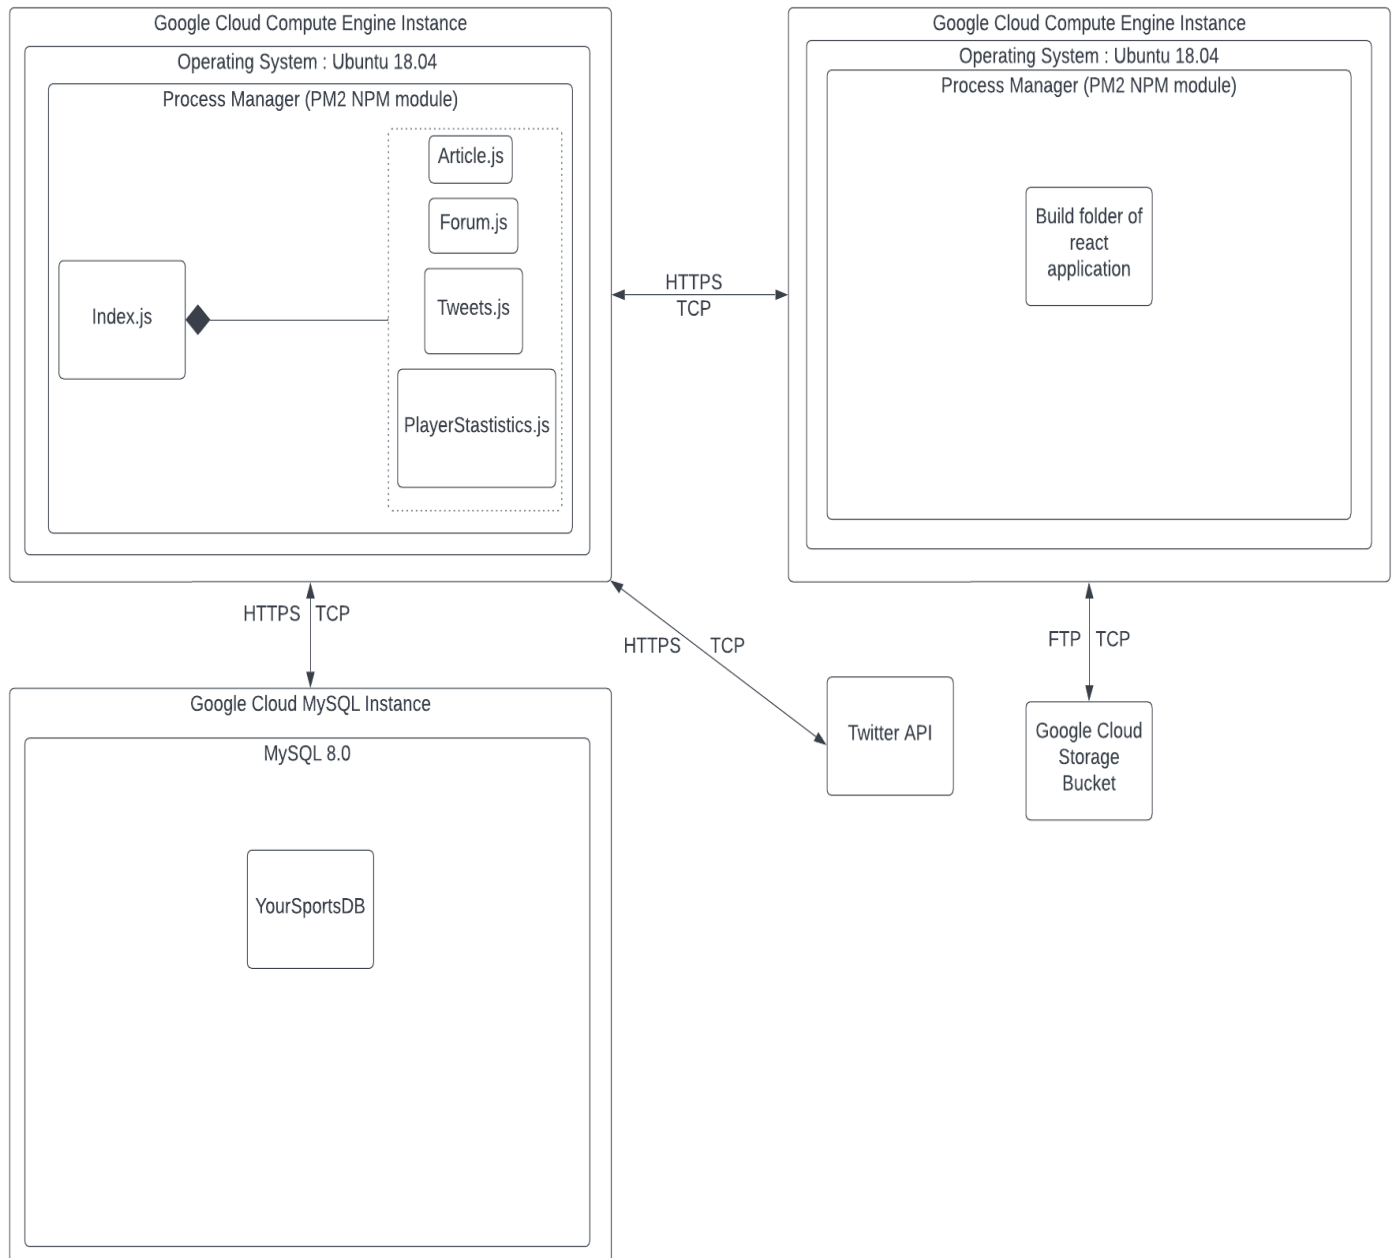 Google Cloud Compute Engine Instance
Operating System : Ubuntu 18.04
Process Manager (PM2 NPM module)
Article.js
Forum.js
Tweets.js
PlayerStastistics.js
Index.js
HTTPS
TCP
Google Cloud Compute Engine Instance
Operating System : Ubuntu 18.04
Process Manager (PM2 NPM module)
Build folder of
react
application
HTTPS TCP
HTTPS TCP
FTP TCP
Google Cloud MySQL Instance
MySQL 8.0
YourSportsDB
Twitter API
Google Cloud
Storage
Bucket